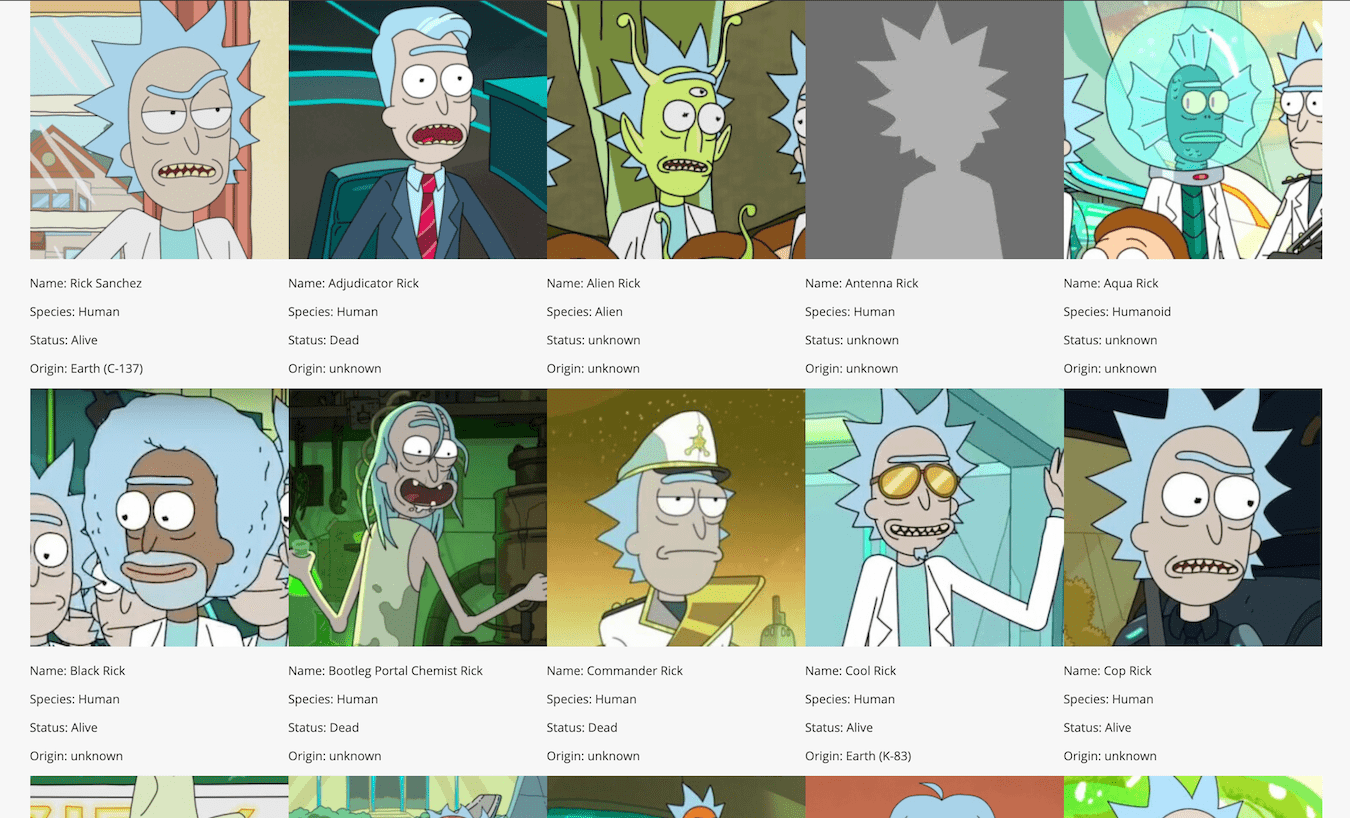 Name: Rick Sanchez
Species: Human
Status: Alive
Origin: Earth (C-137)
Name: Adjudicator Rick
Species: Human
Status: Dead
Origin: unknown
Name: Alien Rick
Species: Alien
Status: unknown
Origin: unknown
Name: Antenna Rick
Species: Human
Status: unknown
Origin: unknown
Name: Aqua Rick
Species: Humanoid
Status: unknown
Origin: unknown
Name: Black Rick
Species: Human
Status: Alive
Origin: unknown
Name: Bootleg Portal Chemist Rick
Species: Human
Status: Dead
Origin: unknown
Name: Commander Rick
Species: Human
Status: Dead
Origin: unknown
Name: Cool Rick
Species: Human
Status: Alive
Origin: Earth (K-83)
Name: Cop Rick
Species: Human
Status: Alive
Origin: unknown